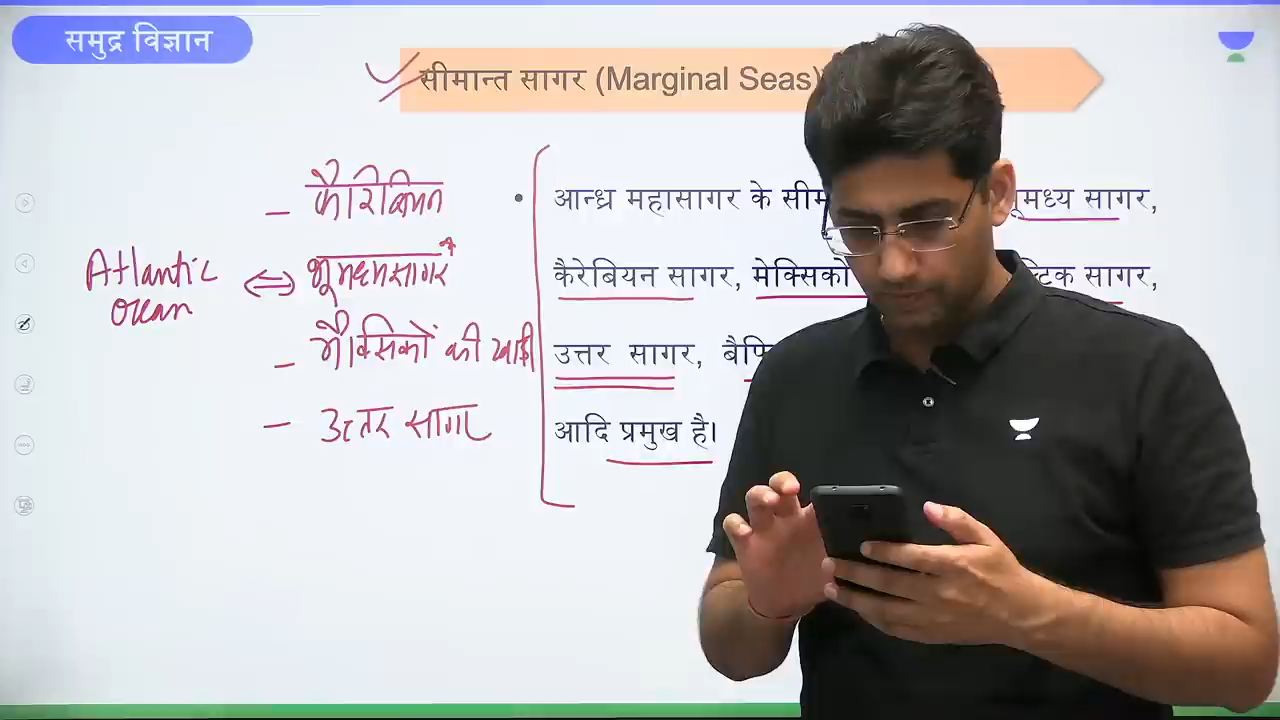 समुद्र विज्ञान
सीमान्त सागर (Marginal Seas)
कैरिबियन
Atlantic Ocean
भूमध्यसागर
मैक्सिकों की खाड़ी
उत्तर सागर
आन्ध्र महासागर के
सागर,
कैरेबियन सागर, मेक्सिको
सागर,
उत्तर सागर,
आदि प्रमुख है।